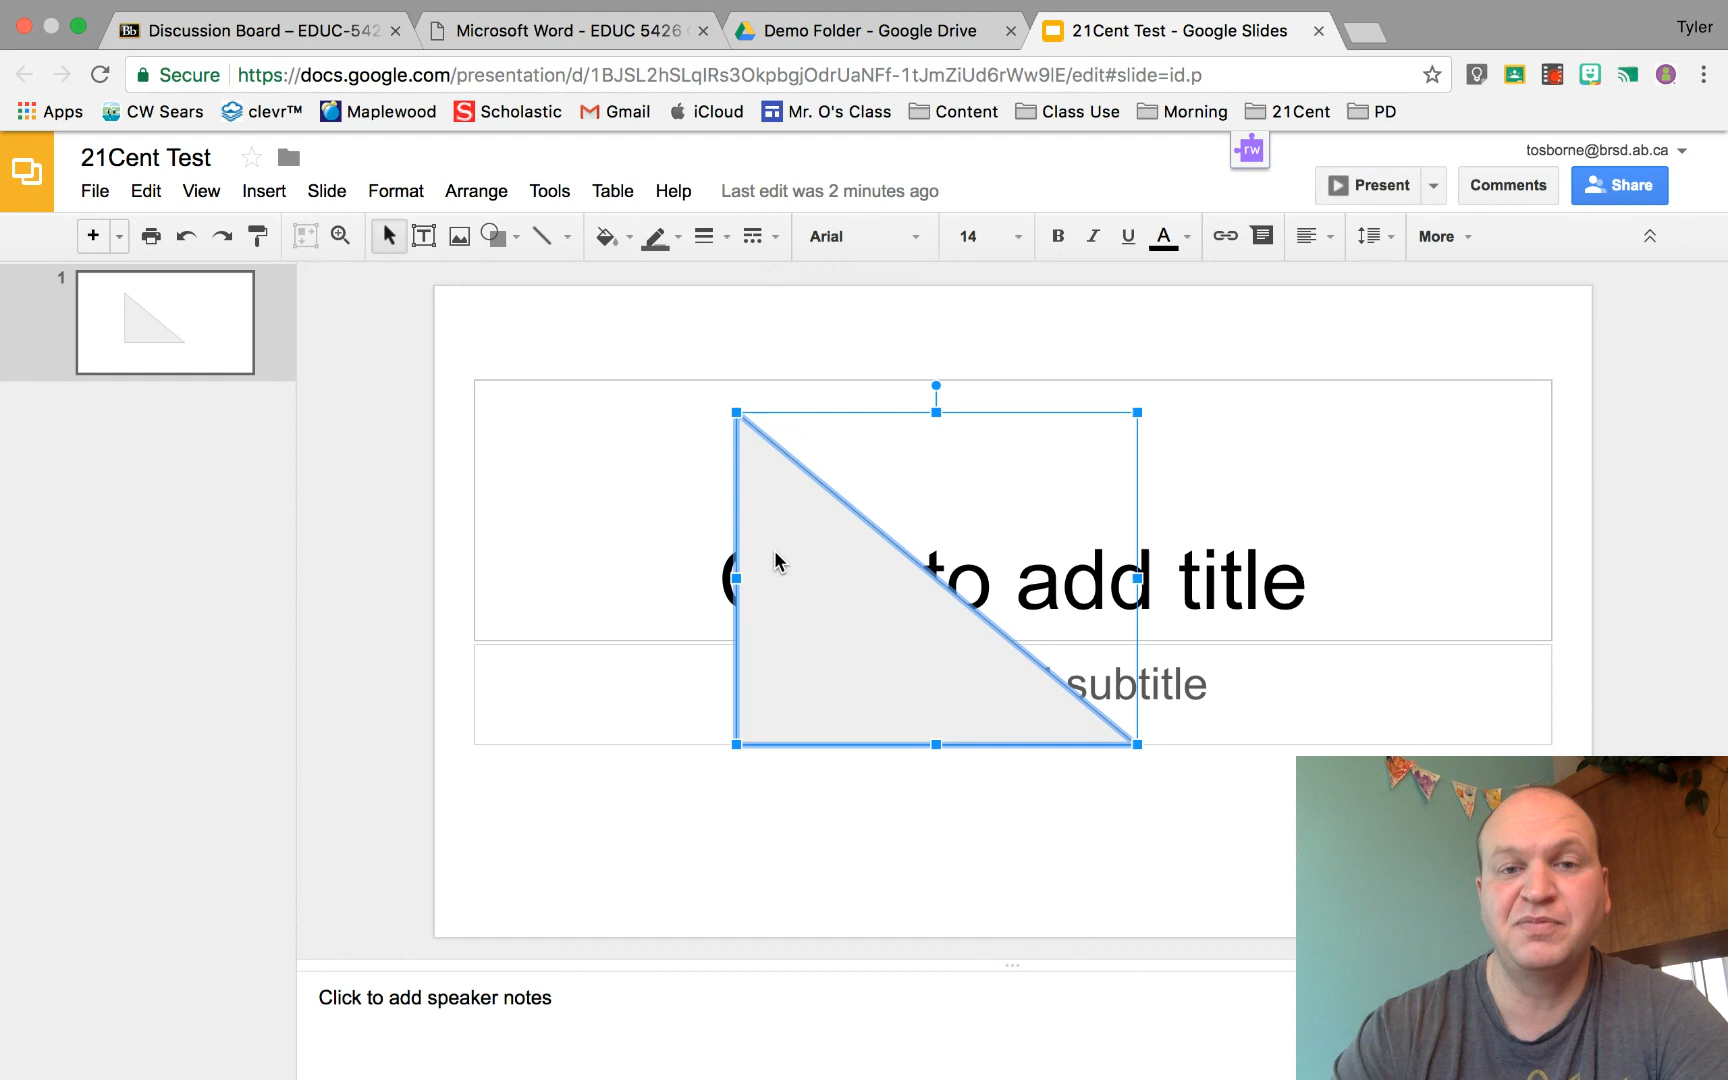 Bb Discussion Board – EDUC-542
Microsoft Word - EDUC 5426
Demo Folder - Google Drive
21Cent Test - Google Slides
Tyler
Secure
https://docs.google.com/presentation/d/1BJSL2hSLqIRs3OkpbgjOdrUaNFf-1tJmZiUd6rWw9IE/edit#slide=id.p
Apps
CW Sears
clevr™
Maplewood
S Scholastic
Gmail
iCloud
Mr. O's Class
Content
Class Use
Morning
21Cent
PD
rw
21Cent Test
tosborne@brsd.ab.ca
File Edit View Insert Slide Format Arrange Tools Table Help
Last edit was 2 minutes ago
Present
Comments
Share
Arial
14
B I U A
More
1
to add title
subtitle
Click to add speaker notes